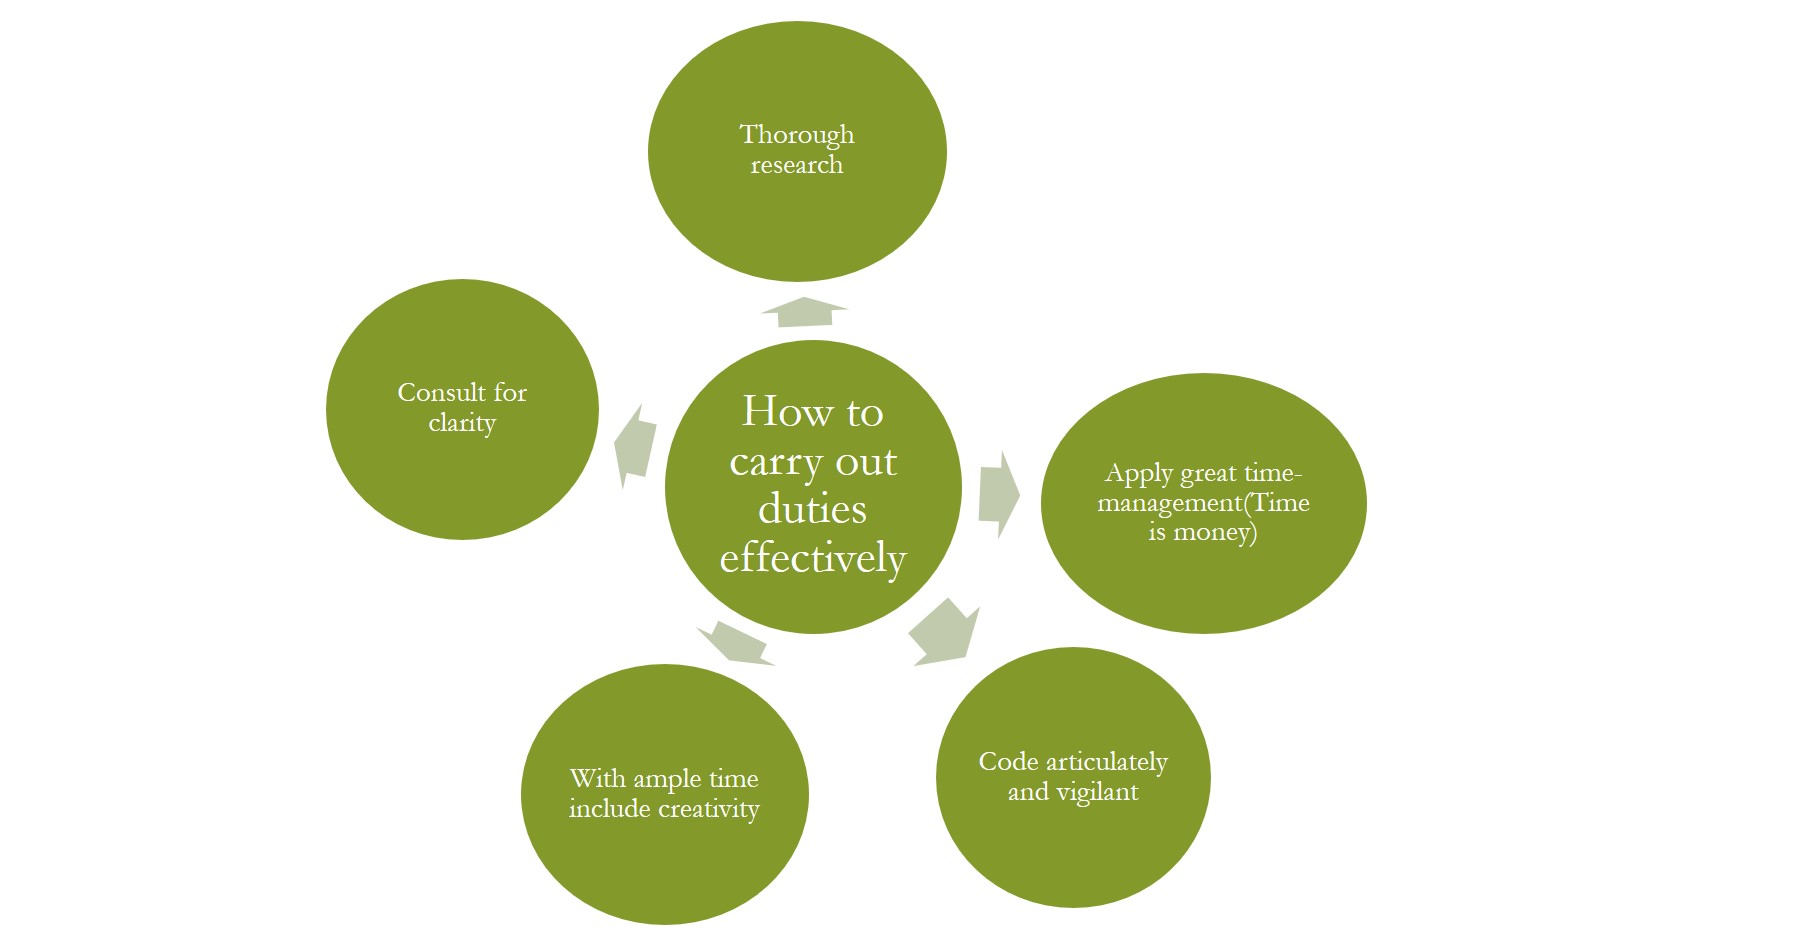 Thorough
research
Consult for
clarity
How to
carry out
duties
effectively
Apply great time-
management(Time
is money)
With ample time
include creativity
Code articulately
and vigilant